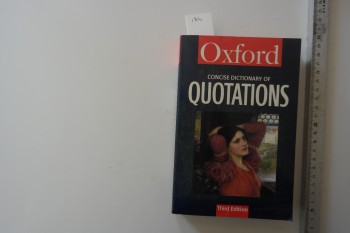 Oxford
CONCISE DICTIONARY OF
QUOTATIONS
Third Edition